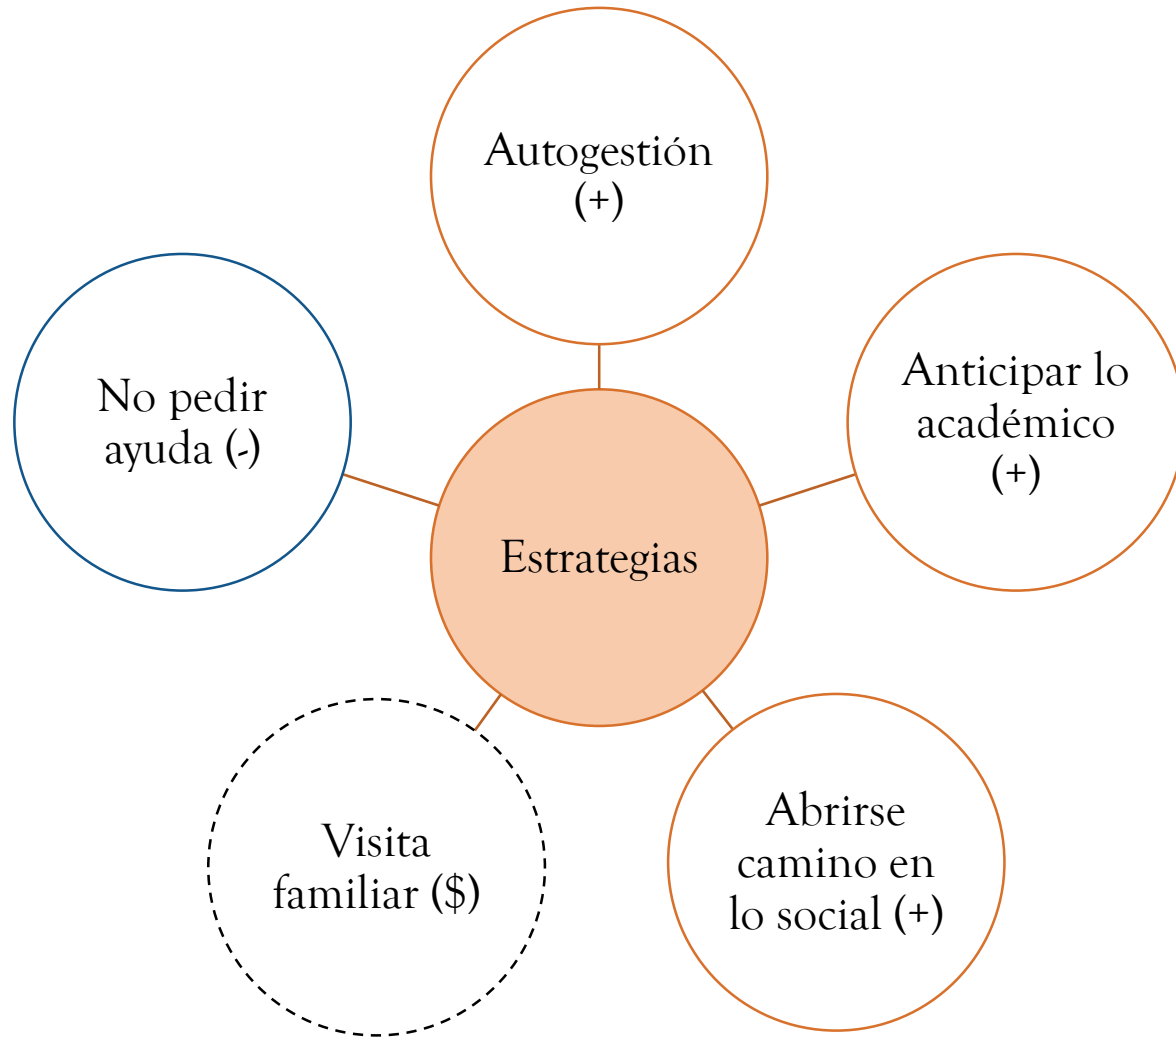 Autogestión
(+)
Anticipar lo
académico
(+)
Abrirse
camino en
lo social (+)
Visita
familiar ($)
No pedir
ayuda (-)
Estrategias